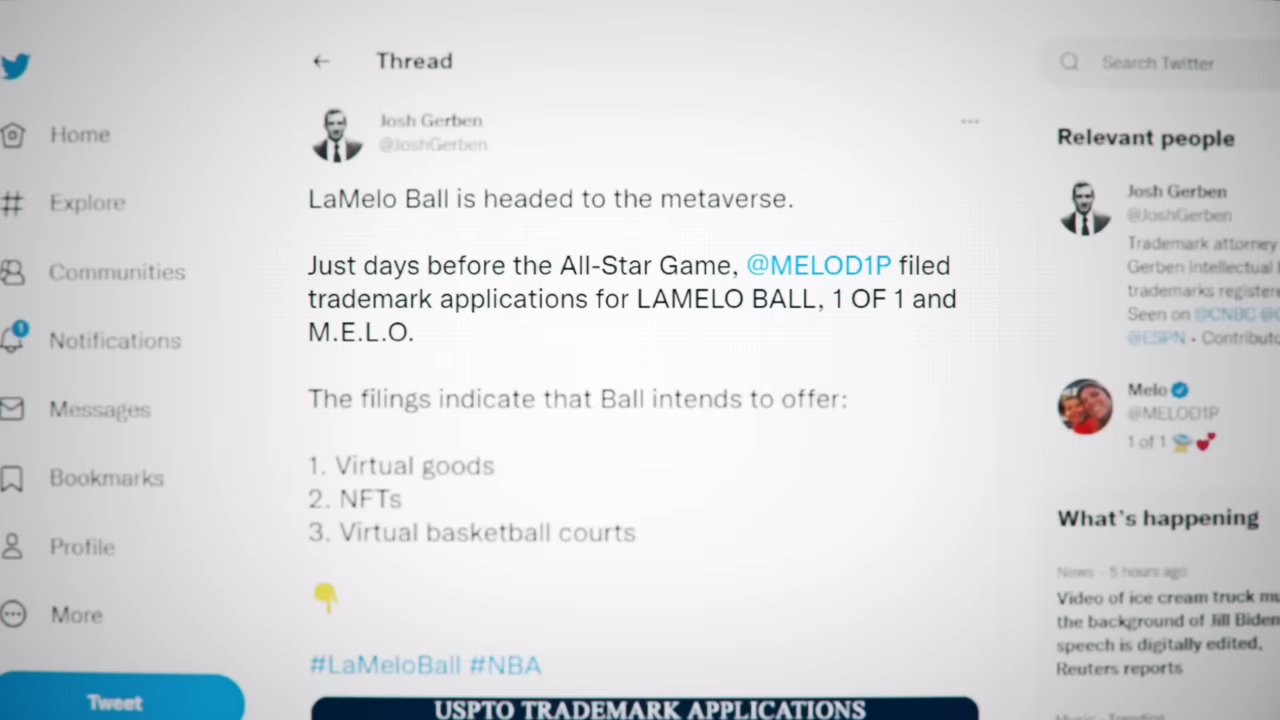 Home
Explore
Communities
1
Notifications
Messages
Bookmarks
Profile
More
Tweet
Thread
Josh Gerben
@JoshGerben
LaMelo Ball is headed to the metaverse.
Just days before the All-Star Game, @MELOD1P filed
trademark applications for LAMELO BALL, 1 OF 1 and
M.E.L.O.
The filings indicate that Ball intends to offer:
1. Virtual goods
2. NFTs
3. Virtual basketball courts
#LaMeloBall #NBA
USPTO TRADEMARK APPLICATIONS
Search Twitter
Relevant people
Josh Gerben
@JoshGerben
Trademark attorney
Gerben Intellectual
trademarks
Seen on @CNBC
@ESPN •
Melo
@MELOD1P
1 of 1
What's happening
News · 5 hours ago
Video of ice cream truck
the background of Jill Biden
speech is digitally edited,
Reuters reports